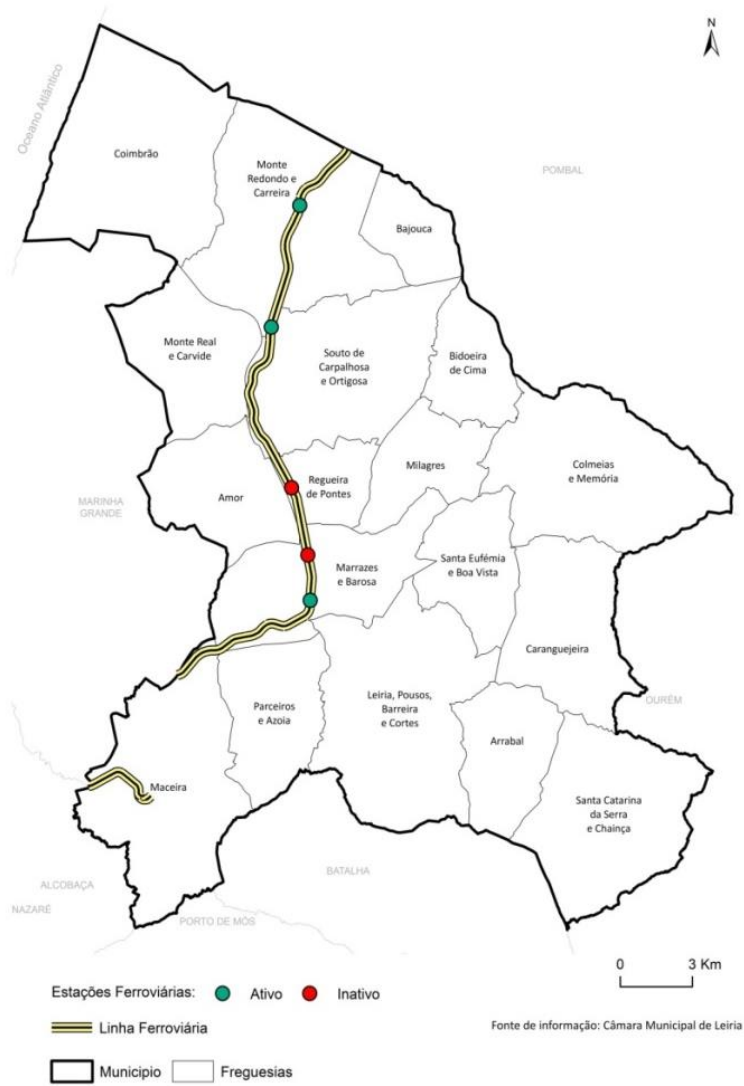 N
Oceano Atlântico
Coimbrão
Monte
Redondo e
Carreira
POMBAL
Bajouca
Monte Real
e Carvide
Souto de
Carpalhosa
e Ortigosa
Bidoeira
de Cima
MARINHA
GRANDE
Amor
Regueira
de Pontes
Milagres
Colmeias
e Memória
Marrazes
e Barosa
Santa Eufémia
e Boa Vista
Caranguejeira
Parceiros
e Azoia
Leiria, Pousos,
Barreira
e Cortes
OURÉM
Arrabal
Maceira
Santa Catarina
da Serra
e Chainça
BATALHA
ALCOBAÇA
NAZARÉ
PORTO DE MÓS
0 3 Km
Estações Ferroviárias: Ativo Inativo
Linha Ferroviária
Fonte de informação: Câmara Municipal de Leiria
Municipio Freguesias